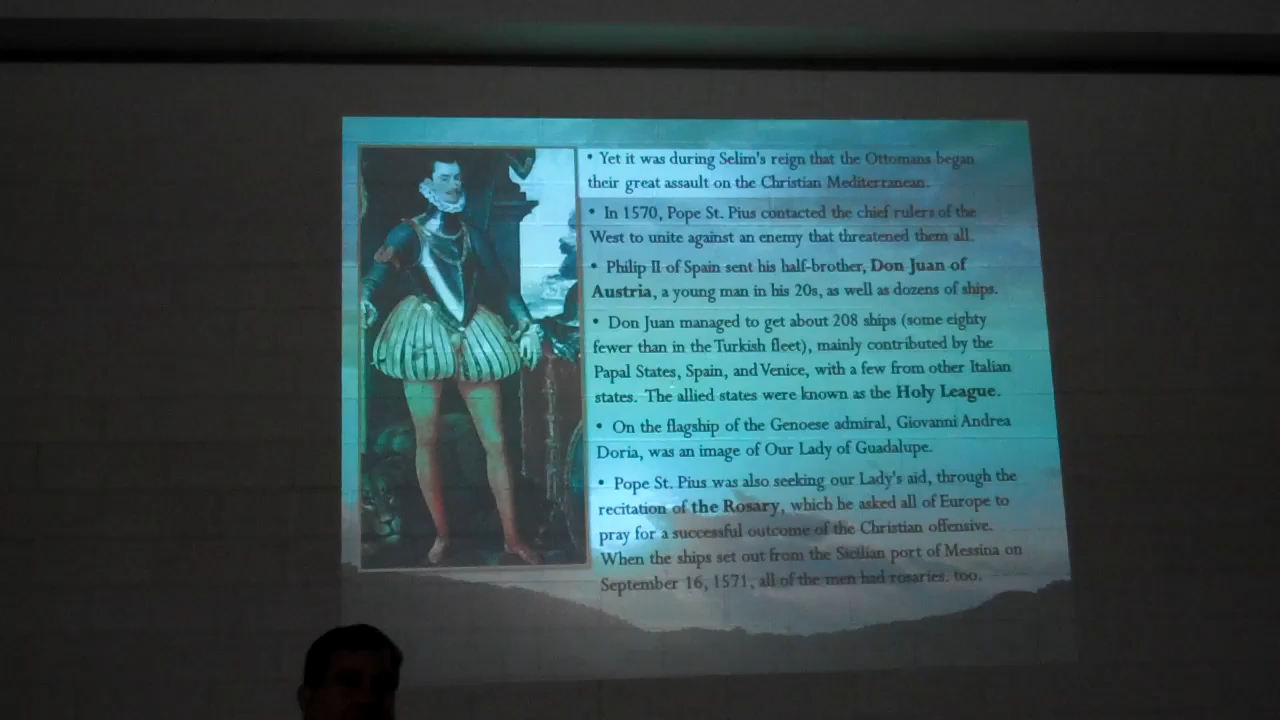 • Yet it was during Selim's reign that the Ottomans began
their great assault on the Christian Mediterranean.
• In 1570, Pope St. Pius contacted the chief rulers of the
West to unite against an enemy that threatened them all.
• Philip II of Spain sent his half-brother, Don Juan of
Austria, a young man in his 20s, as well as dozens of ships.
• Don Juan managed to get about 208 ships (some eighty
fewer than in the Turkish fleet), mainly contributed by the
Papal States, Spain, and Venice, with a few from other Italian
states. The allied states were known as the Holy League.
• On the flagship of the Genoese admiral, Giovanni Andrea
Doria, was an image of Our Lady of Guadalupe.
• Pope St. Pius was also seeking our Lady's aid, through the
recitation of the Rosary, which he asked all of Europe to
pray for a successful outcome of the Christian offensive.
When the ships set out from the Sicilian port of Messina on
September 16, 1571, all of the men had rosaries, too.